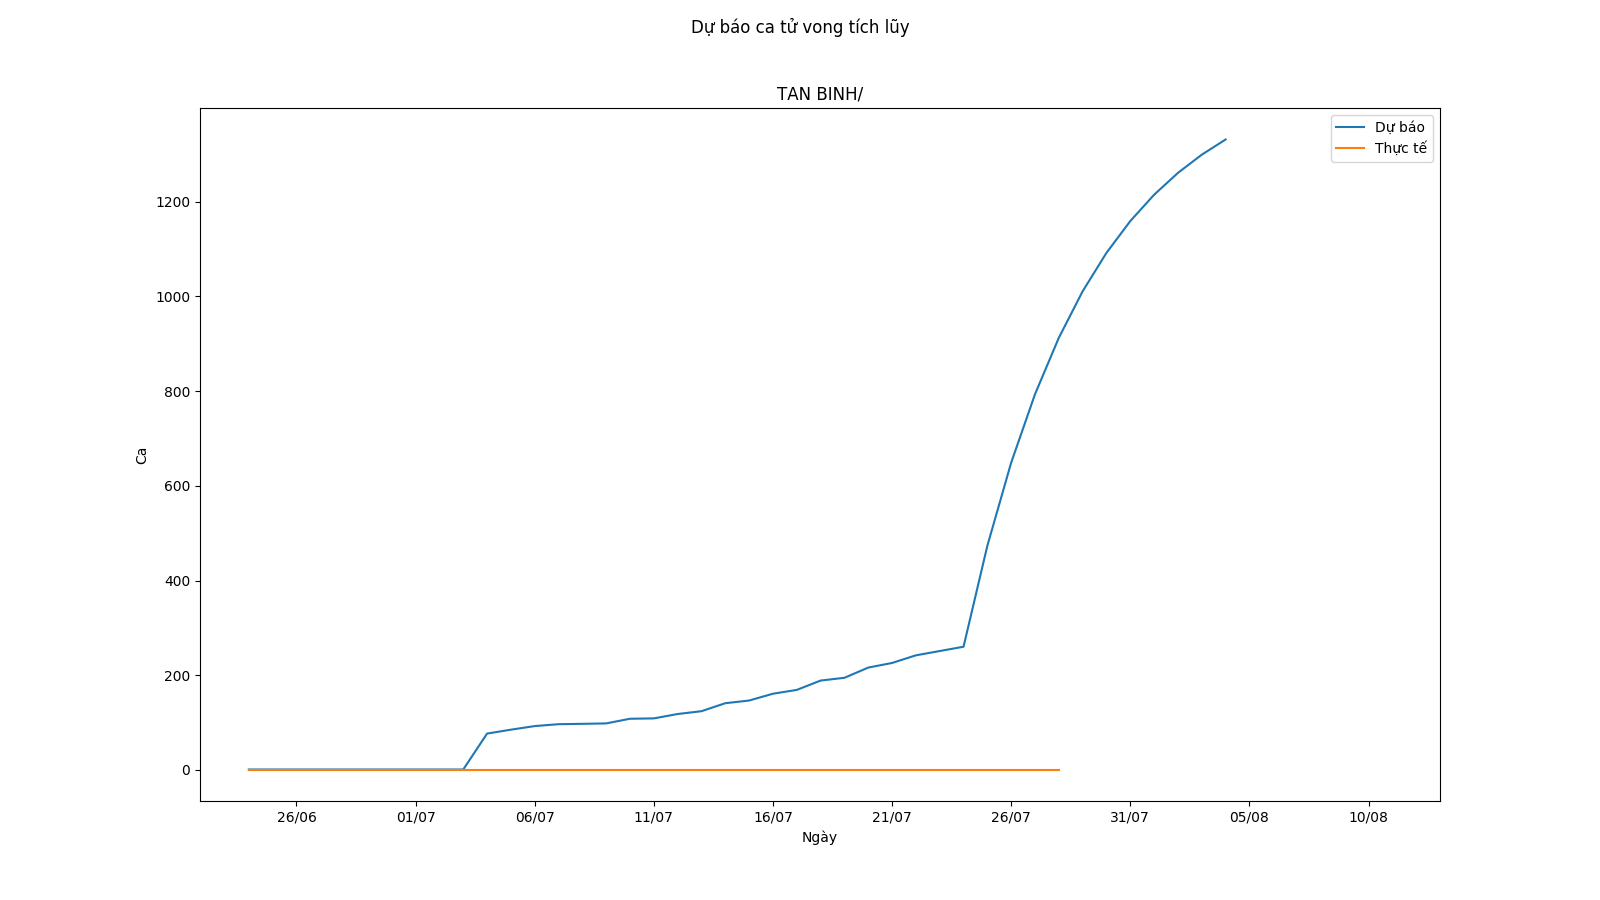 Dự báo ca tử vong tích lũy
TAN BINH/
Dự báo
Thực tế
1200
1000
800
600
400
200
0
Ca
26/06
01/07
06/07
11/07
16/07
21/07
26/07
31/07
05/08
10/08
Ngày